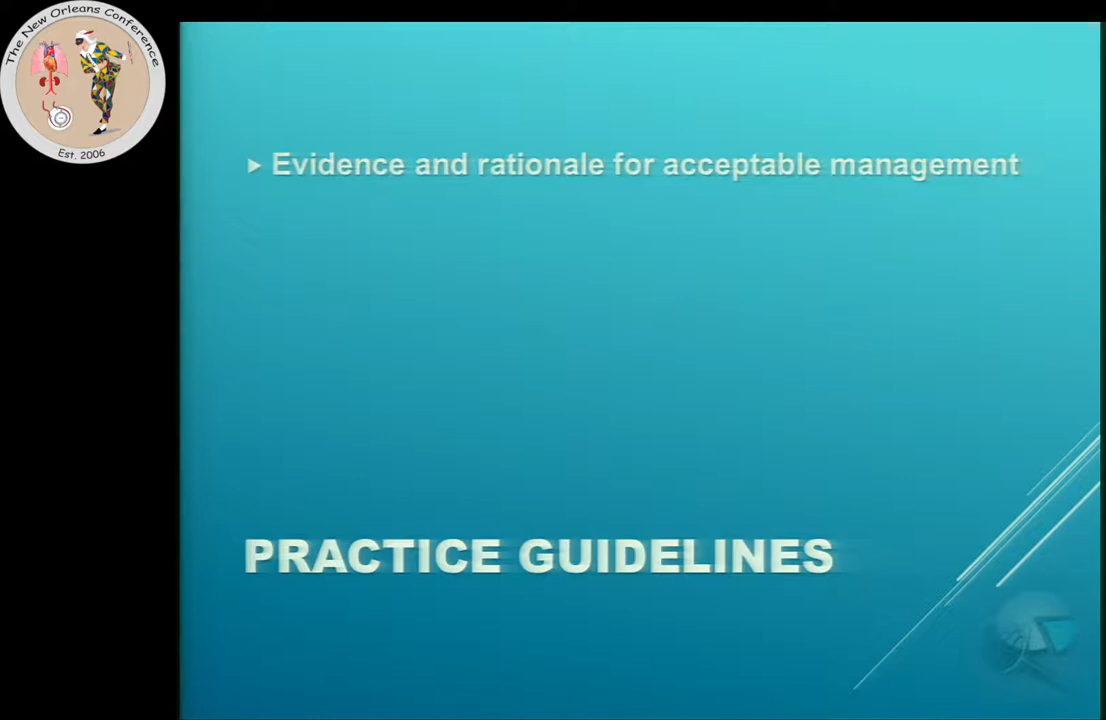 The New Orleans Conference
Est. 2006
Evidence and rationale for acceptable management
PRACTICE GUIDELINES